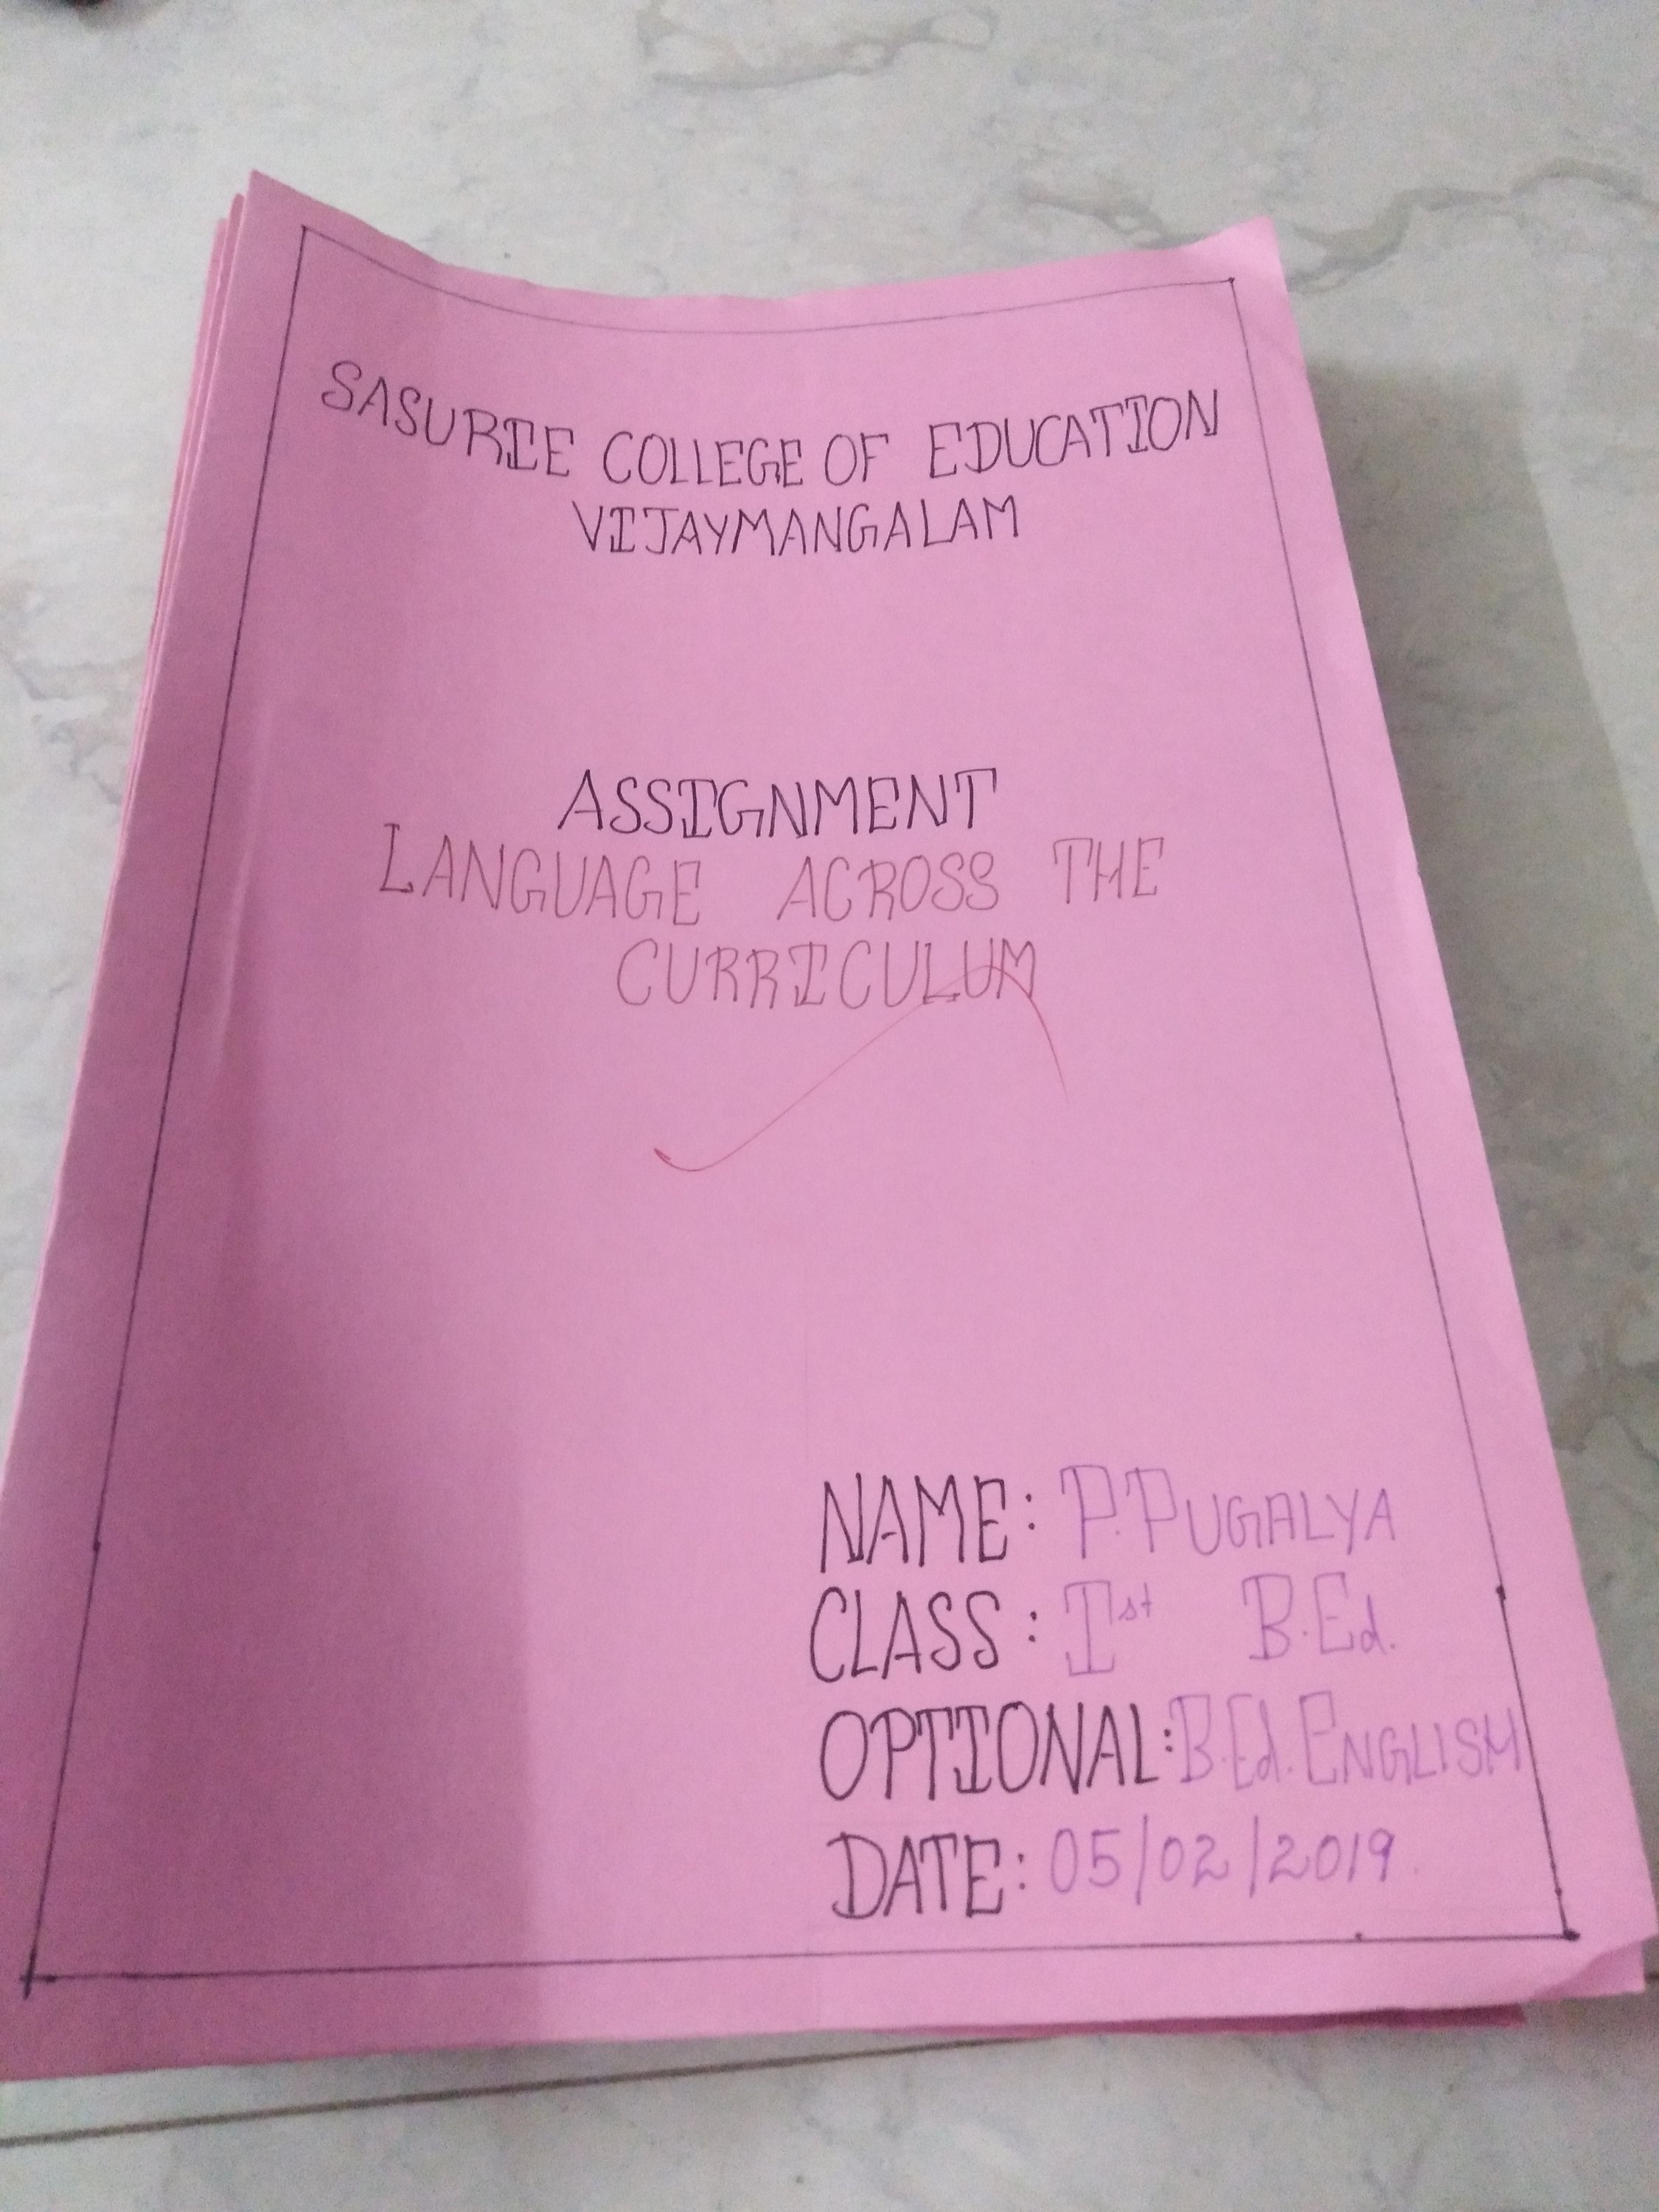 SASURIE COLLEGE OF EDUCATION
VIJAYMANGALAM
ASSIGNMENT
LANGUAGE ACROSS THE
CURRICULUM
NAME: P.PUGALYA
CLASS: Ist B.Ed.
OPTIONAL: B.Ed. ENGLISH
DATE: 05/02/2019